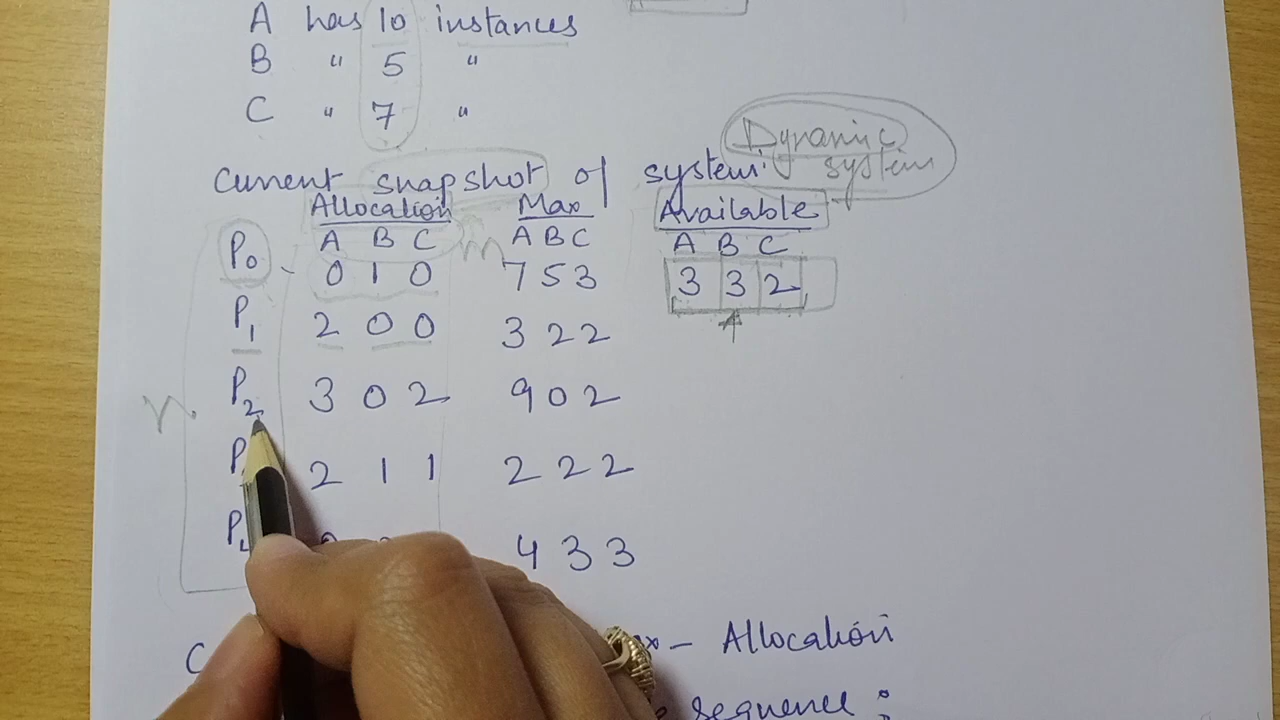 A has 10 instances
B " 5 "
C " 7 "
Dynamic
system
Current snapshot of system:
Allocation Max Available
A B C m A B C A B C
P0 0 1 0 7 5 3 3 3 2
P1 2 0 0 3 2 2
P2 3 0 2 9 0 2
n
P 2 1 1 2 2 2
P 4 3 3
C - Allocation
sequence :